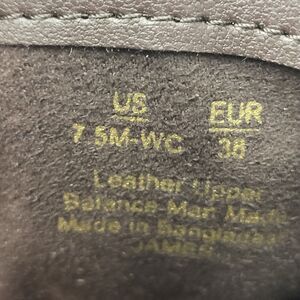 US EUR
7.5M-WC 38
Leather Upper
Balance Man Made
Made in Bangladesh